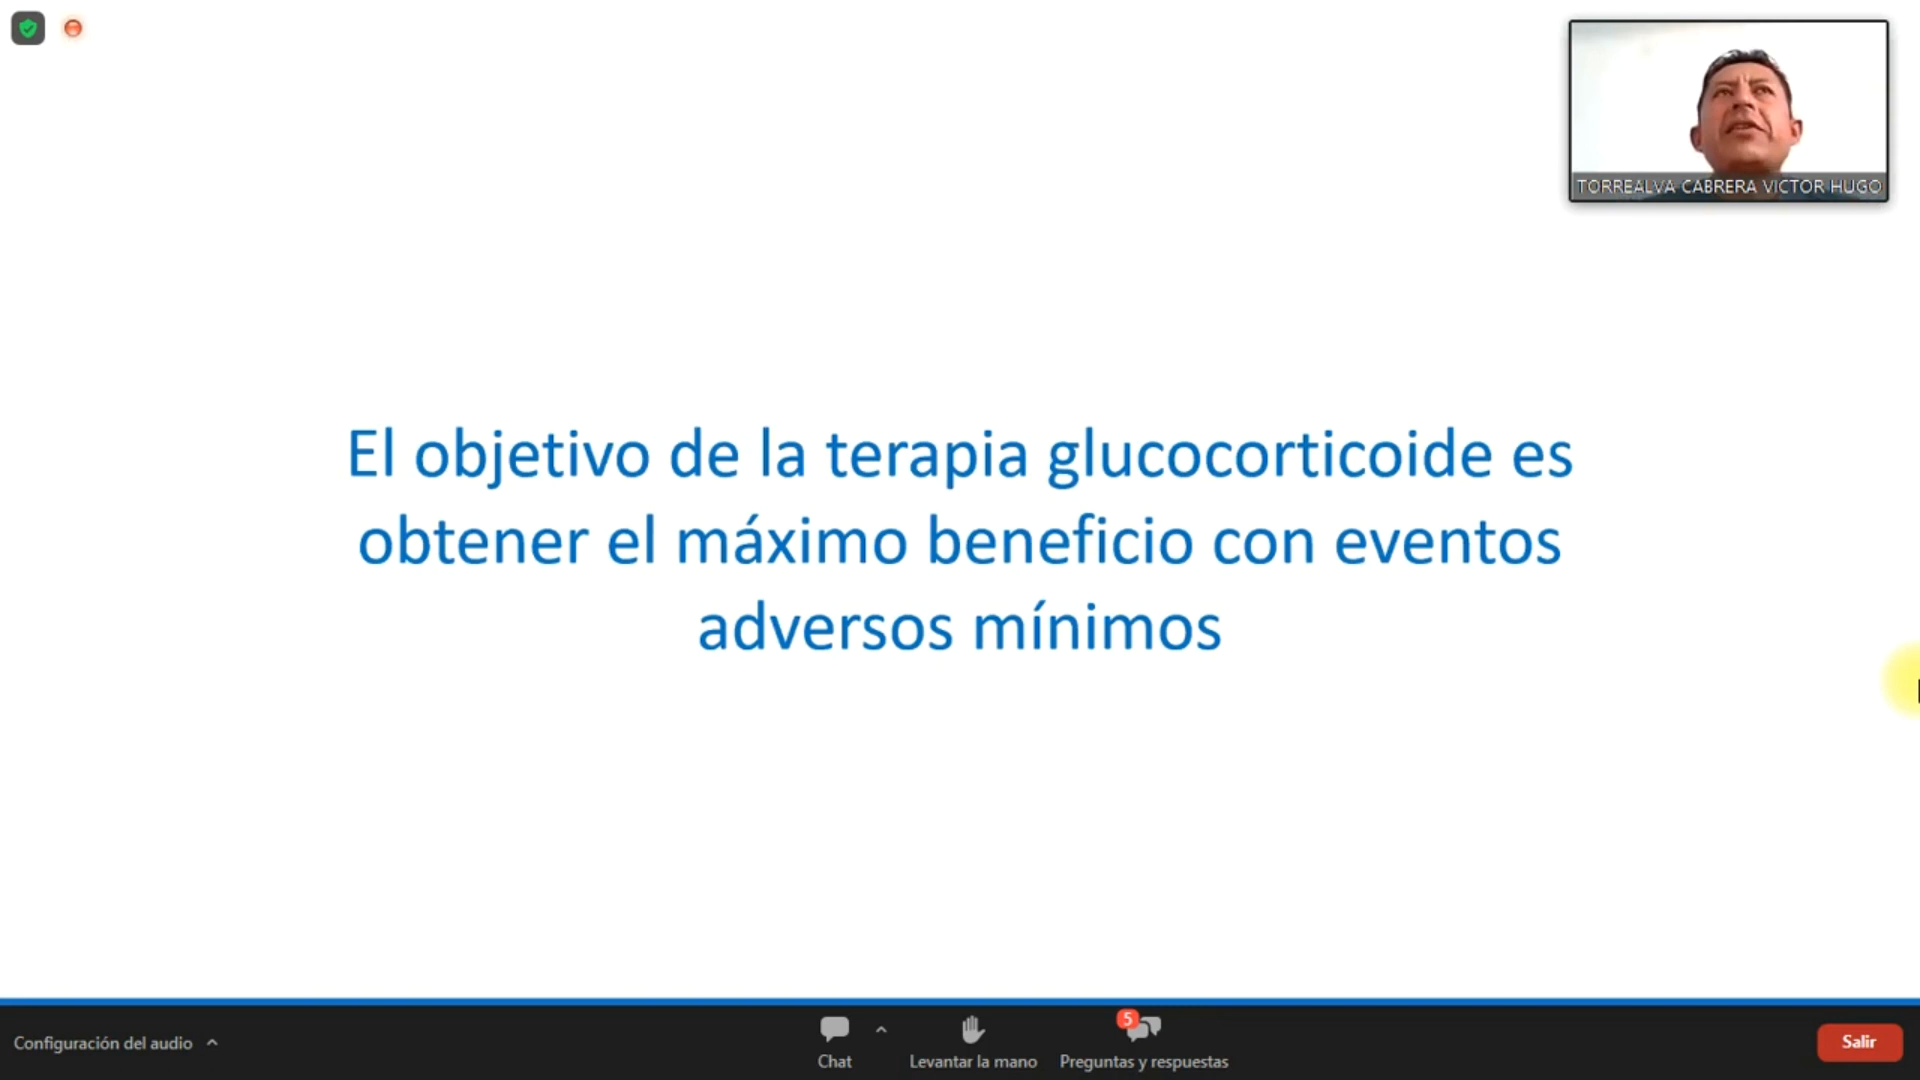 TORREALVA CABRERA VICTOR HUGO
El objetivo de la terapia glucocorticoide es
obtener el máximo beneficio con eventos
adversos mínimos
Configuración del audio
Chat
Levantar la mano
5
Preguntas y respuestas
Salir